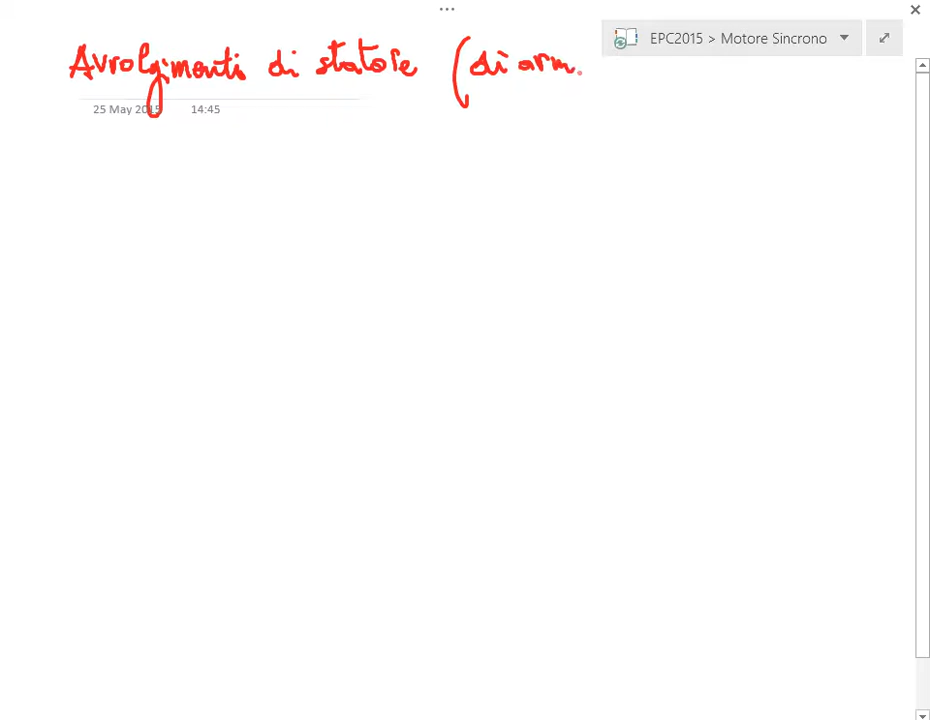 Avvolgimenti di statore (di arm.
EPC2015 > Motore Sincrono
25 May 2015 14:45